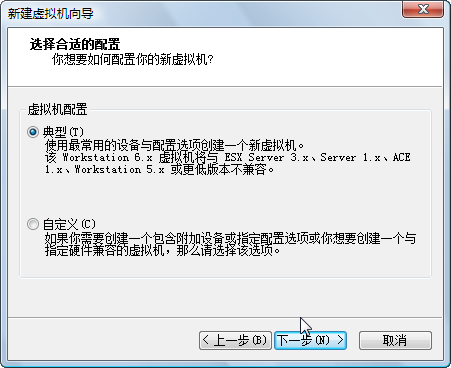 新建虚拟机向导
选择合适的配置
你想要如何配置你的新虚拟机?
虚拟机配置
典型(T)
使用最常用的设备与配置选项创建一个新虚拟机。
该 Workstation 6.x 虚拟机将与 ESX Server 3.x、Server 1.x、ACE
1.x、Workstation 5.x 或更低版本不兼容。
自定义(C)
如果你需要创建一个包含附加设备或指定配置选项或你想要创建一个与
指定硬件兼容的虚拟机，那么请选择该选项。
< 上一步(B) 下一步(N) > 取消